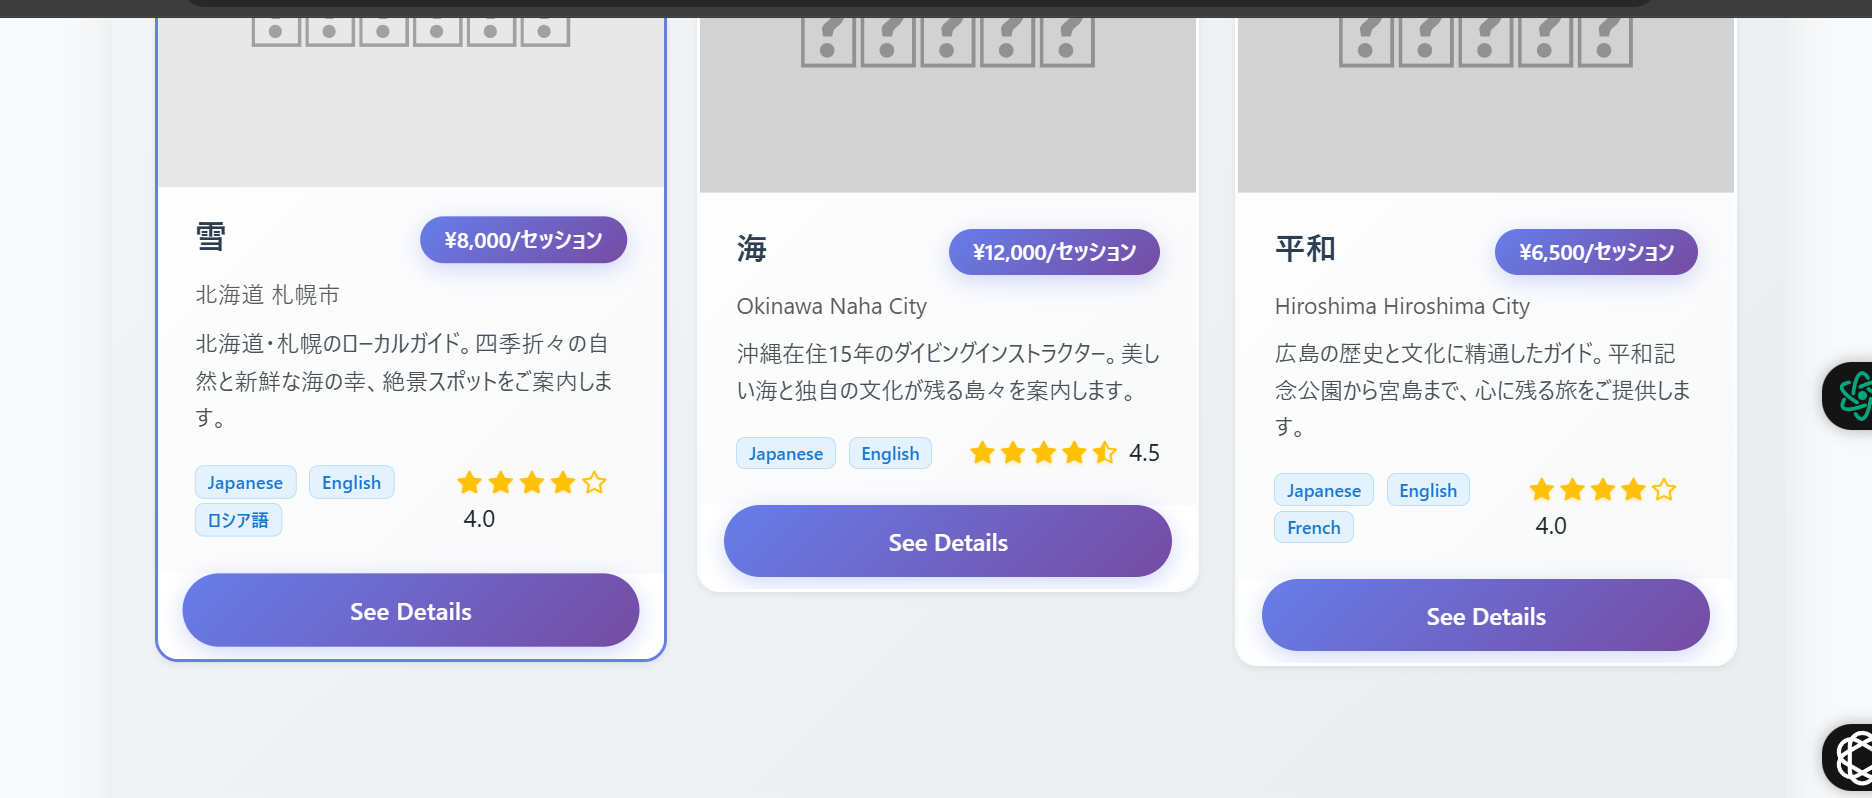 雪
¥8,000/セッション
北海道 札幌市
北海道・札幌のローカルガイド。四季折々の自
然と新鮮な海の幸、絶景スポットをご案内しま
す。
Japanese English
ロシア語
4.0
See Details
海
¥12,000/セッション
Okinawa Naha City
沖縄在住15年のダイビングインストラクター。美し
い海と独自の文化が残る島々を案内します。
Japanese English
4.5
See Details
平和
¥6,500/セッション
Hiroshima Hiroshima City
広島の歴史と文化に精通したガイド。平和記
念公園から宮島まで、心に残る旅をご提供しま
す。
Japanese English
French
4.0
See Details